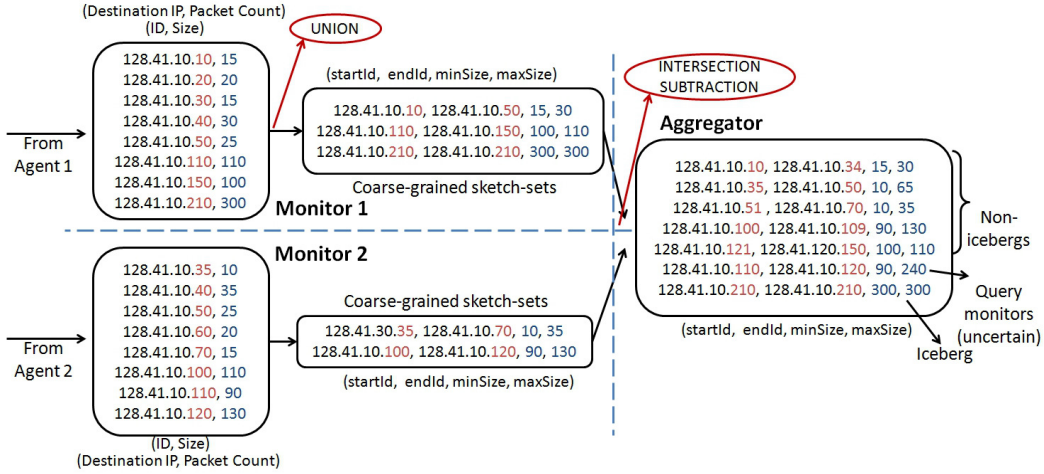 (Destination IP, Packet Count)
(ID, Size)
128.41.10.10, 15
128.41.10.20, 20
128.41.10.30, 15
128.41.10.40, 30
128.41.10.50, 25
128.41.10.110, 110
128.41.10.150, 100
128.41.10.210, 300
From
Agent 1
UNION
(startId, endId, minSize, maxSize)
128.41.10.10, 128.41.10.50, 15, 30
128.41.10.110, 128.41.10.150, 100, 110
128.41.10.210, 128.41.10.210, 300, 300
Coarse-grained sketch-sets
Monitor 1
Monitor 2
128.41.10.35, 10
128.41.10.40, 35
128.41.10.50, 25
128.41.10.60, 20
128.41.10.70, 15
128.41.10.100, 110
128.41.10.110, 90
128.41.10.120, 130
From
Agent 2
(ID, Size)
(Destination IP, Packet Count)
Coarse-grained sketch-sets
128.41.30.35, 128.41.10.70, 10, 35
128.41.10.100, 128.41.10.120, 90, 130
(startId, endId, minSize, maxSize)
INTERSECTION
SUBTRACTION
Aggregator
128.41.10.10, 128.41.10.34, 15, 30
128.41.10.35, 128.41.10.50, 10, 65
128.41.10.51 , 128.41.10.70, 10, 35
128.41.10.100, 128.41.10.109, 90, 130
128.41.10.121, 128.41.120.150, 100, 110
128.41.10.110, 128.41.10.120, 90, 240
128.41.10.210, 128.41.10.210, 300, 300
(startId, endId, minSize, maxSize)
Non-
icebergs
Query
monitors
(uncertain)
Iceberg